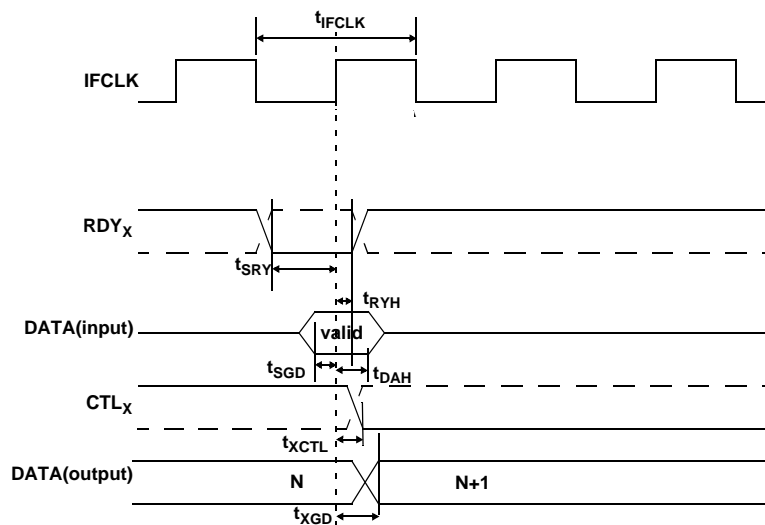 tIFCLK
IFCLK
RDYX
tSRY
tRYH
DATA(input)
valid
tSGD
tDAH
CTLX
tXCTL
DATA(output)
N
N+1
tXGD